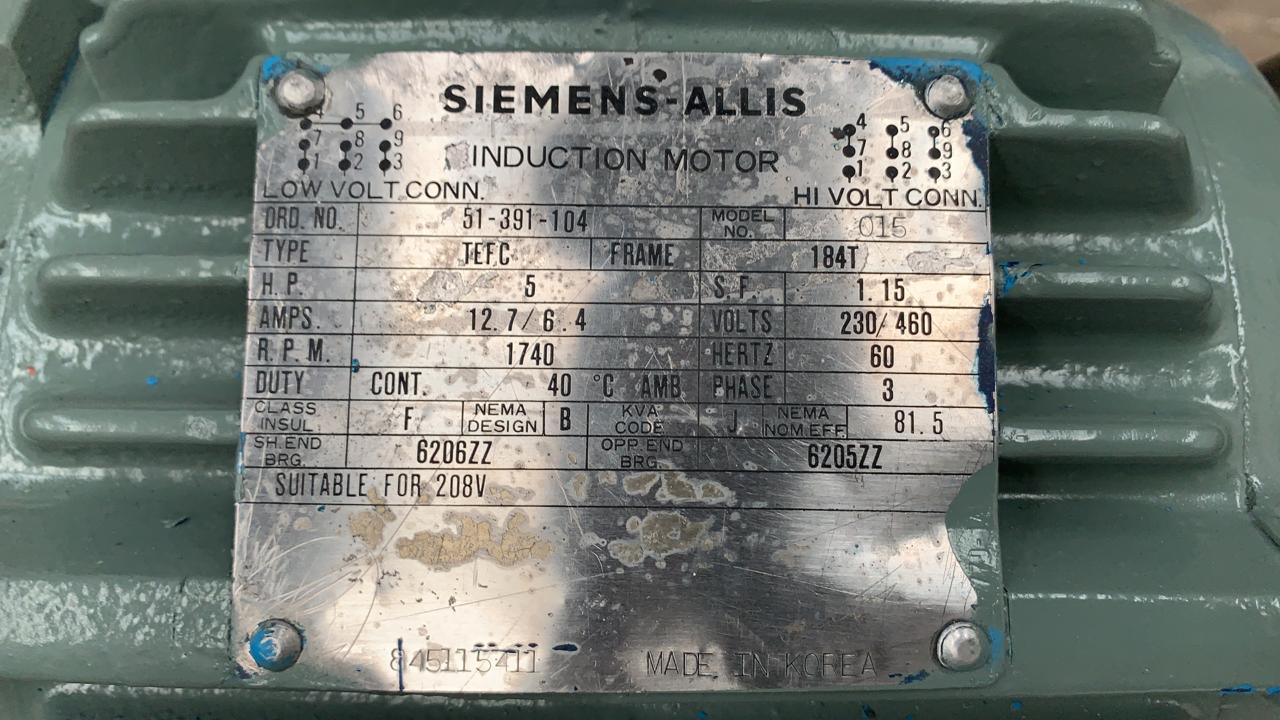 SIEMENS-ALLIS
4 5 6
7 8 9
1 2 3
LOW VOLT CONN.
INDUCTION MOTOR
4 5 6
7 8 9
1 2 3
HI VOLT CONN.
ORD. NO. 51-391-104 MODEL NO. 015
TYPE TEFC FRAME 184T
H.P. 5 S.F. 1.15
AMPS. 12.7/6.4 VOLTS 230/460
R.P.M. 1740 HERTZ 60
DUTY CONT. 40 °C AMB PHASE 3
CLASS INSUL. F NEMA DESIGN B KVA CODE J NEMA NOM EFF. 81.5
SH.END BRG. 6206ZZ OPP.END BRG. 6205ZZ
SUITABLE FOR 208V
MADE IN KOREA